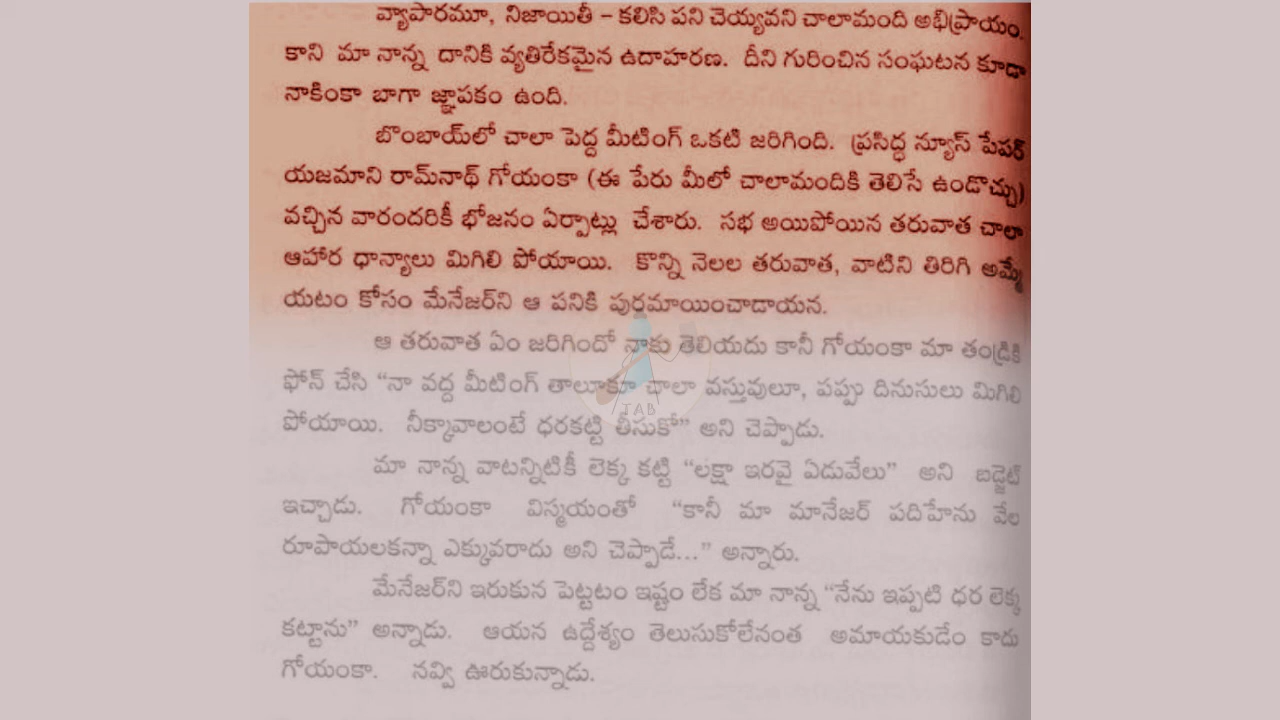 వ్యాపారమూ, నిజాయితీ – కలిసి పని చెయ్యవని చాలామంది అభిప్రాయం.
కాని మా నాన్న దానికి వ్యతిరేకమైన ఉదాహరణ. దీని గురించిన సంఘటన కూడా
నాకింకా బాగా జ్ఞాపకం ఉంది.
బొంబాయ్‌లో చాలా పెద్ద మీటింగ్ ఒకటి జరిగింది. ప్రసిద్ధ న్యూస్ పేపర్
యజమాని రామ్‌నాథ్ గోయంకా (ఈ పేరు మీలో చాలామందికి తెలిసే ఉండొచ్చు)
వచ్చిన వారందరికీ భోజనం ఏర్పాట్లు చేశారు. సభ అయిపోయిన తరువాత చాలా
ఆహార ధాన్యాలు మిగిలి పోయాయి. కొన్ని నెలల తరువాత, వాటిని తిరిగి అమ్మే
యటం కోసం మేనేజర్‌ని ఆ పనికి పుర్తమాయించాడాయన.
ఆ తరువాత ఏం జరిగిందో నాకు తెలియదు కానీ గోయంకా మా తండ్రికి
ఫోన్ చేసి “నా వద్ద మీటింగ్ తాలూకూ చాలా వస్తువులూ, పప్పు దినుసులు మిగిలి
పోయాయి. నీక్కావాలంటే ధరకట్టి తీసుకో” అని చెప్పాడు.
మా నాన్న వాటన్నిటికీ లెక్క కట్టి “లక్షా ఇరవై ఏడువేలు” అని బడ్జెట్
ఇచ్చాడు. గోయంకా విస్మయంతో “కానీ మా మానేజర్ పదిహేను వేల
రూపాయలకన్నా ఎక్కువరాదు అని చెప్పాడే...” అన్నారు.
మేనేజర్‌ని ఇరుకున పెట్టటం ఇష్టం లేక మా నాన్న “నేను ఇప్పటి ధర లెక్క
కట్టాను” అన్నాడు. ఆయన ఉద్దేశ్యం తెలుసుకోలేనంత అమాయకుడేం కాదు
గోయంకా. నవ్వి ఊరుకున్నాడు.
TAB